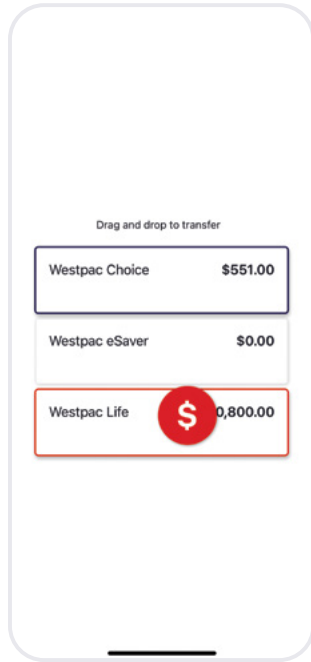 Drag and drop to transfer
Westpac Choice $551.00
Westpac eSaver $0.00
Westpac Life $ 0,800.00